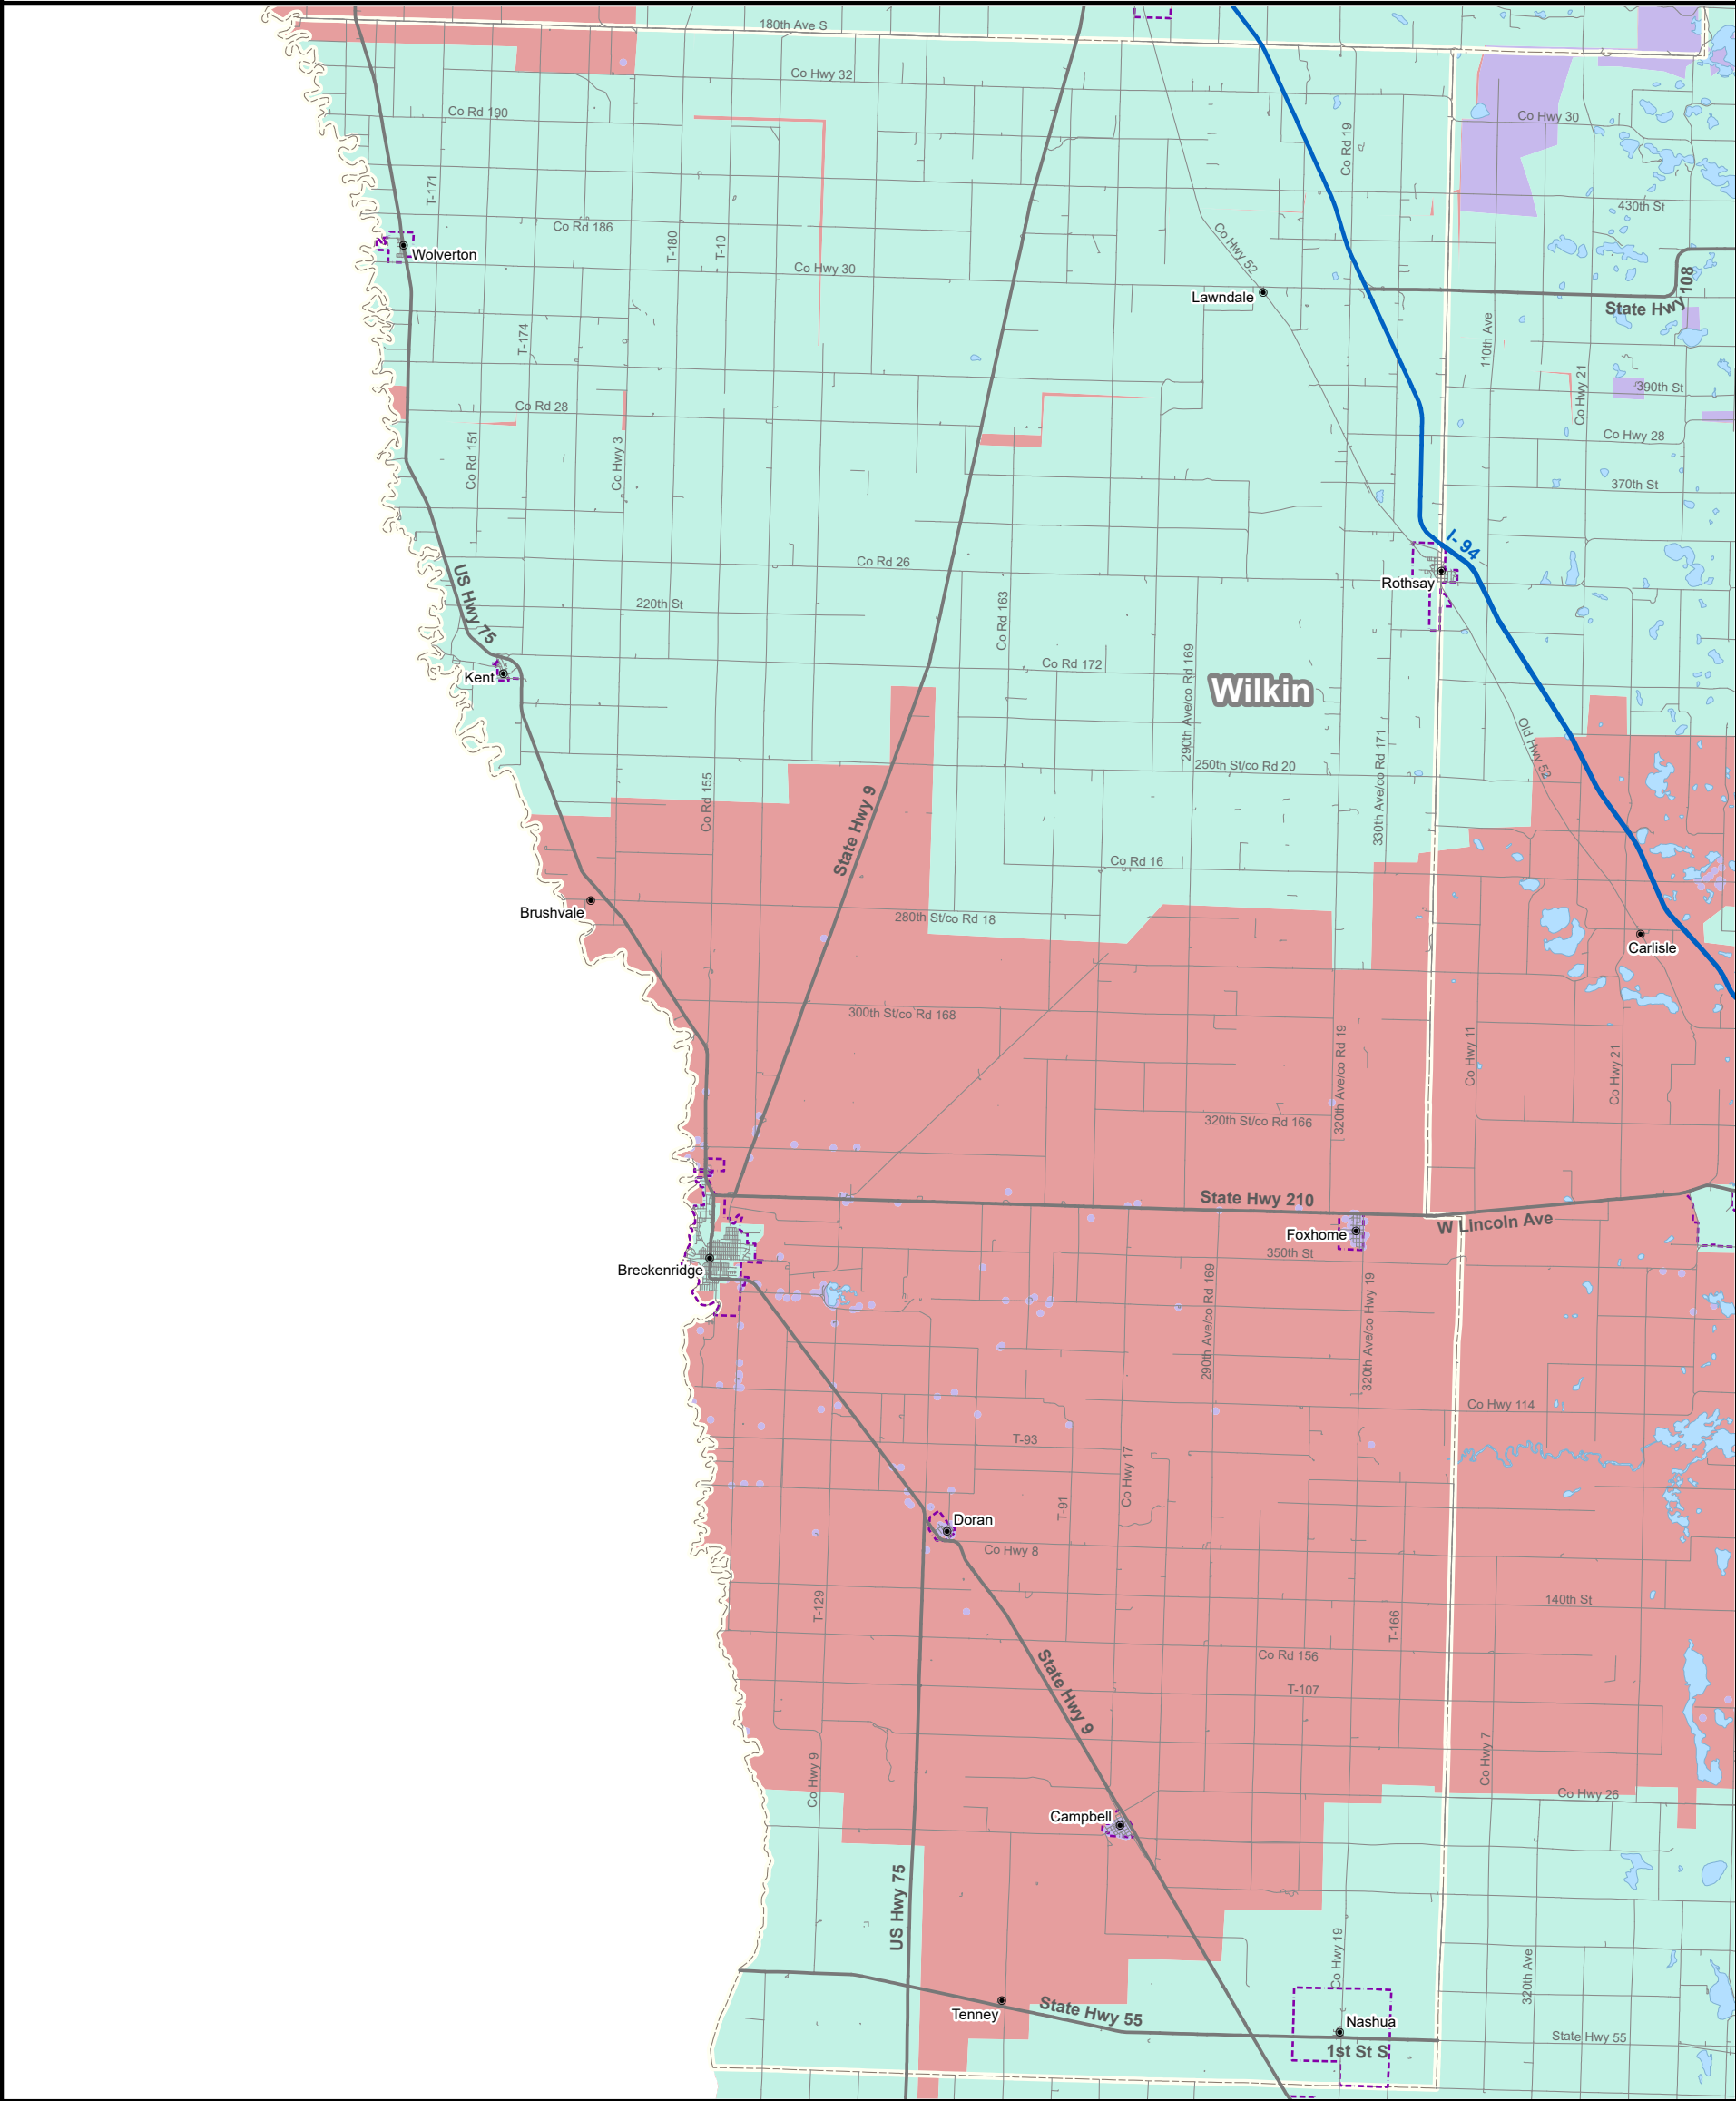 180th Ave S
Co Hwy 32
Co Rd 190
Co Hwy 30
Co Rd 19
T-171
430th St
Co Rd 186
T-180
T-10
Co Hwy 52
Wolverton
Co Hwy 30
Lawndale
State Hwy 108
T-174
110th Ave
390th St
Co Hwy 21
Co Rd 28
Co Hwy 28
Co Rd 151
Co Hwy 3
370th St
I- 94
Co Rd 26
Rothsay
US Hwy 75
220th St
Co Rd 163
Co Rd 172
290th Ave/co Rd 169
Kent
Wilkin
Old Hwy 52
330th Ave/co Rd 171
250th St/co Rd 20
Co Rd 155
State Hwy 9
Co Rd 16
Brushvale
280th St/co Rd 18
Carlisle
300th St/co Rd 168
320th Ave/co Rd 19
Co Hwy 11
Co Hwy 21
320th St/co Rd 166
State Hwy 210
W Lincoln Ave
Foxhome
350th St
Breckenridge
290th Ave/co Rd 169
320th Ave/co Hwy 19
Co Hwy 114
T-93
Co Hwy 17
T-91
Doran
Co Hwy 8
T-129
140th St
T-166
Co Rd 156
State Hwy 9
T-107
Co Hwy 7
Co Hwy 9
Co Hwy 26
Campbell
US Hwy 75
Co Hwy 19
320th Ave
Tenney
State Hwy 55
Nashua
1st St S
State Hwy 55